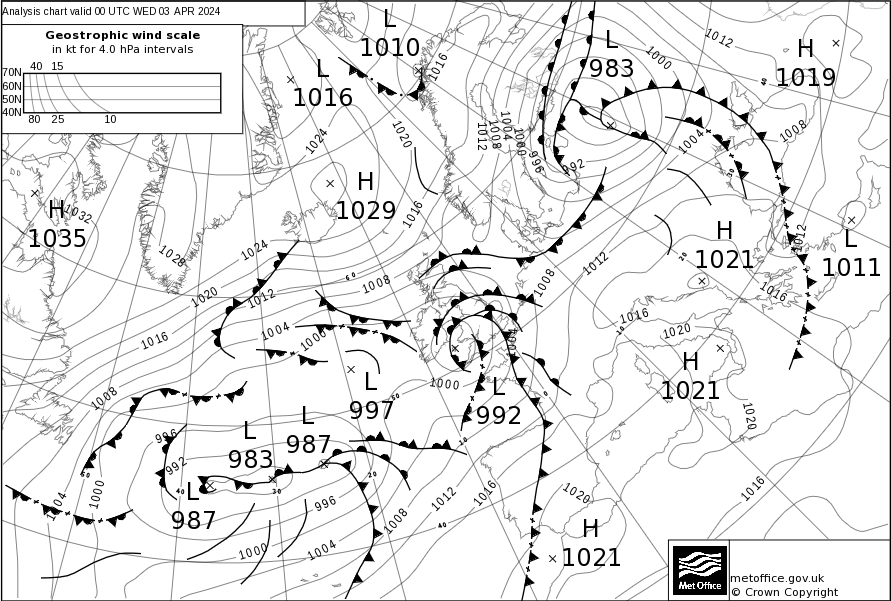 Analysis chart valid 00 UTC WED 03 APR 2024
Geostrophic wind scale
in kt for 4.0 hPa intervals
40 15
70N
60N
50N
40N
80 25 10
L
1010
L
1016
L
983
H
1019
H
1029
H
1035
H
1021
L
1011
H
1021
L
997
L
992
L
987
L
983
L
987
H
1021
1016
1012
1000
1024
1020
1012
1008
1004
1000
996
992
1004
1008
1032
1016
1028
1024
1020
1012
1008
1016
1004
1000
1008
1012
1012
1016
1016
1020
1000
1008
996
992
1004
1000
996
1000
1004
1008
1012
1016
1020
1020
1016
Met Office
metoffice.gov.uk
© Crown Copyright